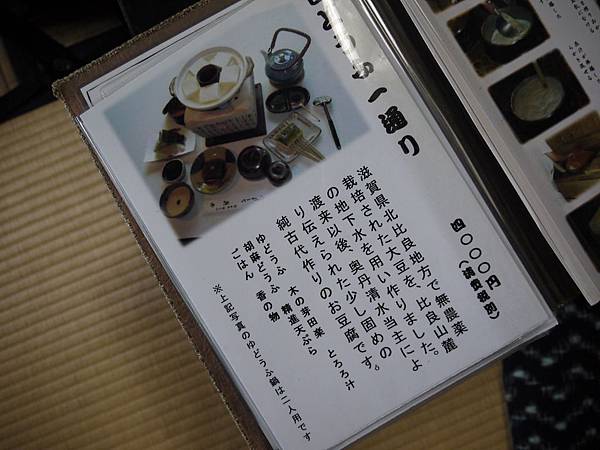 とうふ一通り
四〇〇〇円
（消費税別）
滋賀県北比良地方で無農薬
栽培された大豆を、比良山麓
の地下水を用い作りました。
渡来以後、奥丹清水当主によ
り伝えられた少し固めの
純古代作りのお豆腐です。
ゆどうふ　木の芽田楽　とろろ汁
胡麻どうふ　精進天ぷら
ごはん　香の物
※上記写真のゆどうふ鍋は二人用です